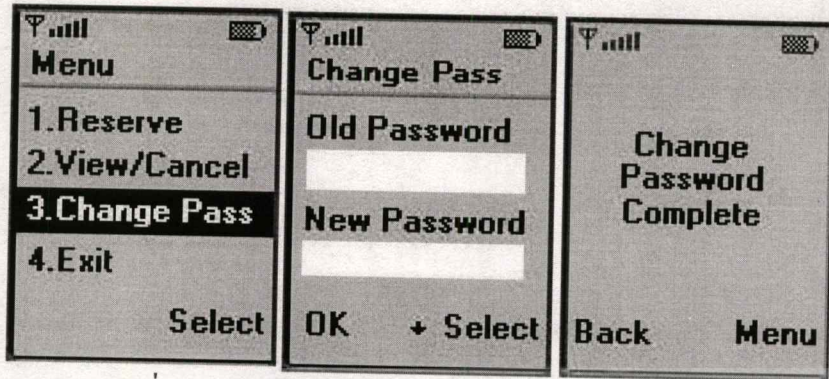 Menu
1.Reserve
2.View/Cancel
3.Change Pass
4.Exit
Select
Change Pass
Old Password
New Password
OK
Select
Change
Password
Complete
Back
Menu